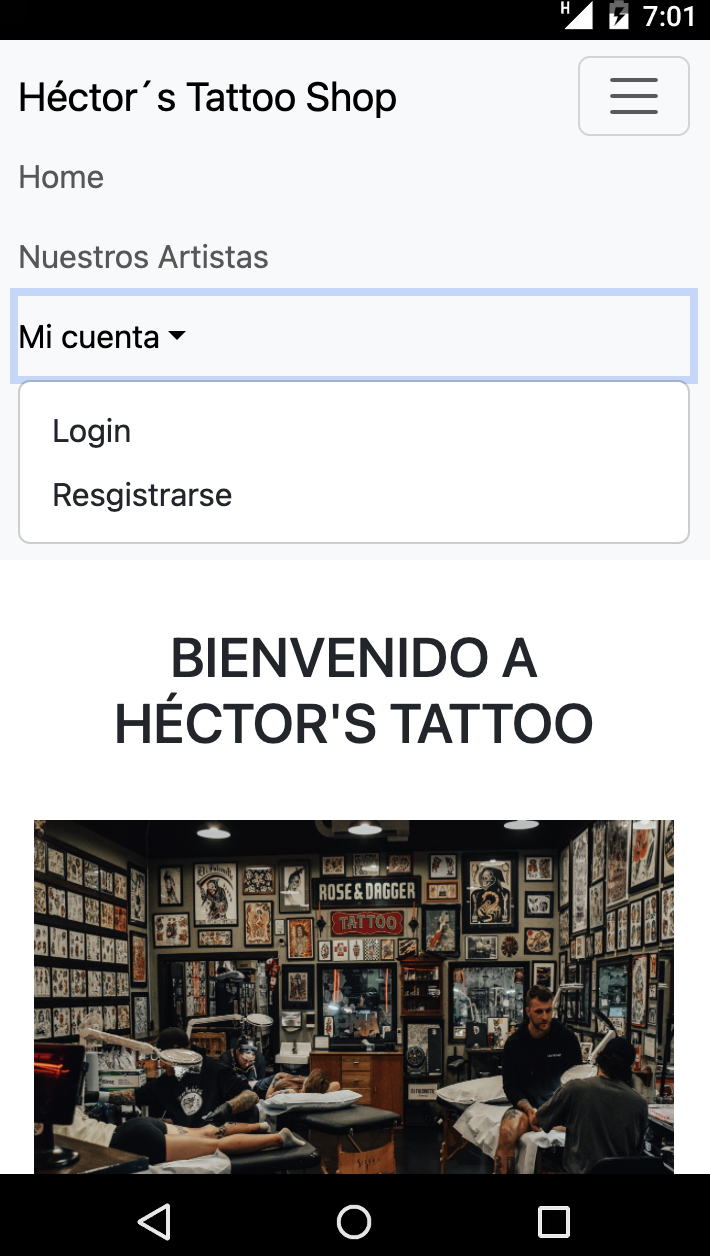 H
7:01
Héctor´s Tattoo Shop
Home
Nuestros Artistas
Mi cuenta
Login
Resgistrarse
BIENVENIDO A
HÉCTOR'S TATTOO
ROSE & DAGGER
TATTOO